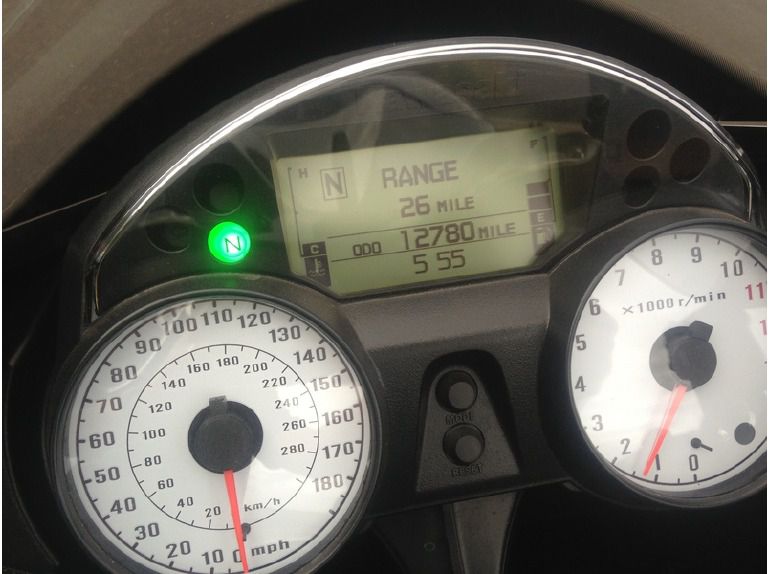 H
N
RANGE
F
26 MILE
C
ODO 12780 MILE
E
5 55
N
100 110 120
90 130
80 140
70 150
60 160
50 170
40 180
30
20
10 0 mph
160 180 200
140 220
120 240
100 260
80 280
60
40 20 km/h
MODE
RESET
8 9
7 10
6 ×1000r/min 11
5
4
3
2
1 0